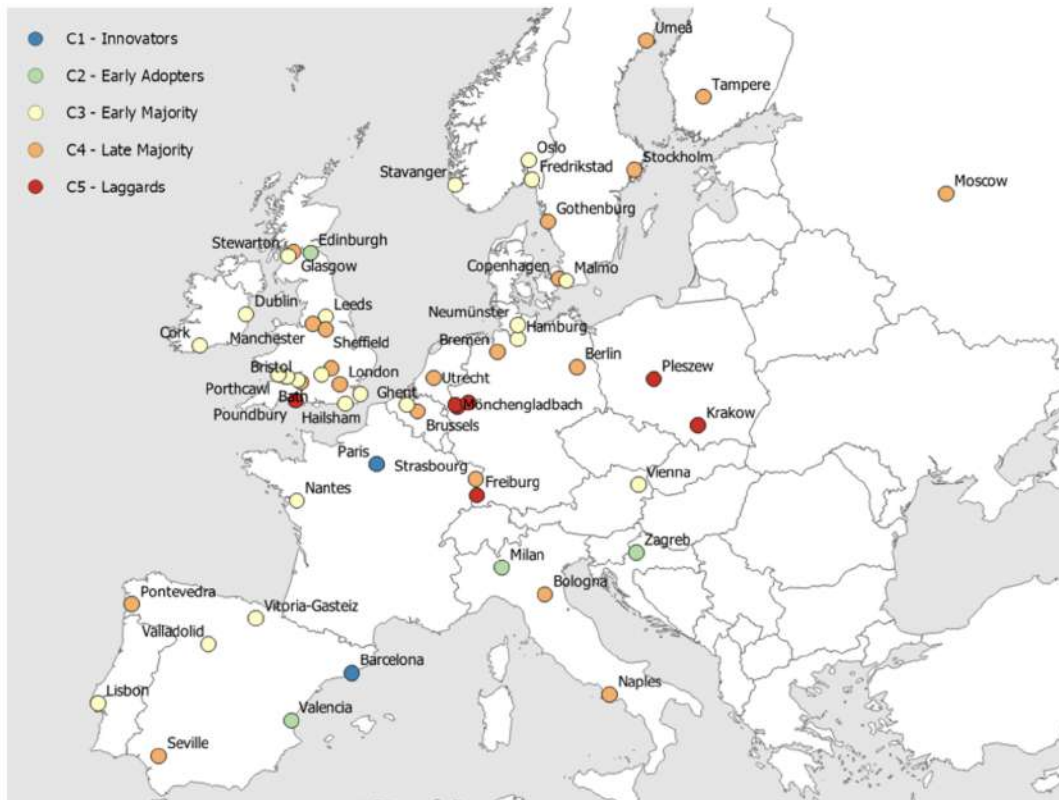 C1 - Innovators
C2 - Early Adopters
C3 - Early Majority
C4 - Late Majority
C5 - Laggards
Umeå
Tampere
Oslo
Fredrikstad
Stockholm
Stavanger
Moscow
Gothenburg
Stewarton
Edinburgh
Glasgow
Copenhagen
Malmo
Dublin
Leeds
Neumünster
Hamburg
Cork
Manchester
Sheffield
Bremen
Berlin
Bristol
London
Utrecht
Pleszew
Porthcawl
Bath
Ghent
Mönchengladbach
Poundbury
Hailsham
Brussels
Krakow
Paris
Strasbourg
Freiburg
Vienna
Nantes
Zagreb
Milan
Bologna
Pontevedra
Vitoria-Gasteiz
Valladolid
Barcelona
Lisbon
Valencia
Naples
Seville